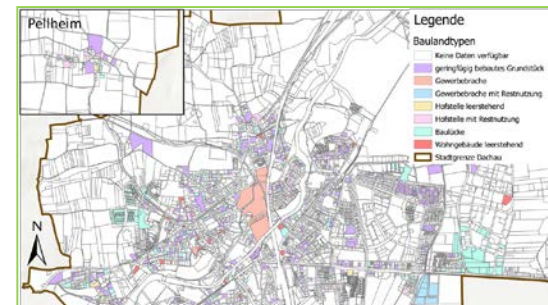 Pellheim
Legende
Baulandtypen
Keine Daten verfügbar
geringfügig bebautes Grundstück
Gewerbebrache
Gewerbebrache mit Restnutzung
Hofstelle leerstehend
Hofstelle mit Restnutzung
Baulücke
Wohngebäude leerstehend
Stadtgrenze Dachau
N